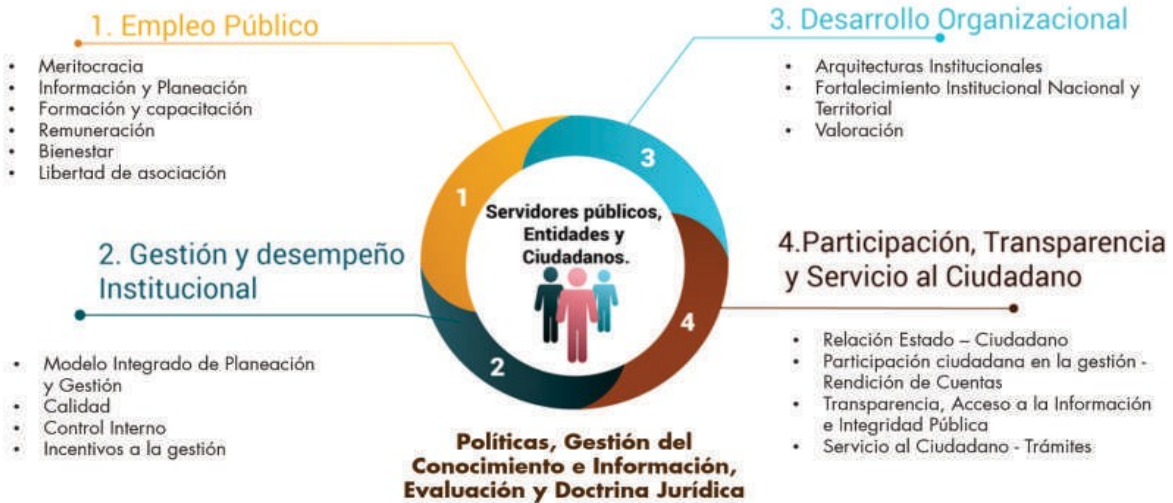 1. Empleo Público
• Meritocracia
• Información y Planeación
• Formación y capacitación
• Remuneración
• Bienestar
• Libertad de asociación
2. Gestión y desempeño
Institucional
• Modelo Integrado de Planeación
y Gestión
• Calidad
• Control Interno
• Incentivos a la gestión
1
2
3
4
Servidores públicos,
Entidades y
Ciudadanos.
Políticas, Gestión del
Conocimiento e Información,
Evaluación y Doctrina Jurídica
3. Desarrollo Organizacional
• Arquitecturas Institucionales
• Fortalecimiento Institucional Nacional y
Territorial
• Valoración
4.Participación, Transparencia
y Servicio al Ciudadano
• Relación Estado – Ciudadano
• Participación ciudadana en la gestión -
Rendición de Cuentas
• Transparencia, Acceso a la Información
e Integridad Pública
• Servicio al Ciudadano - Trámites